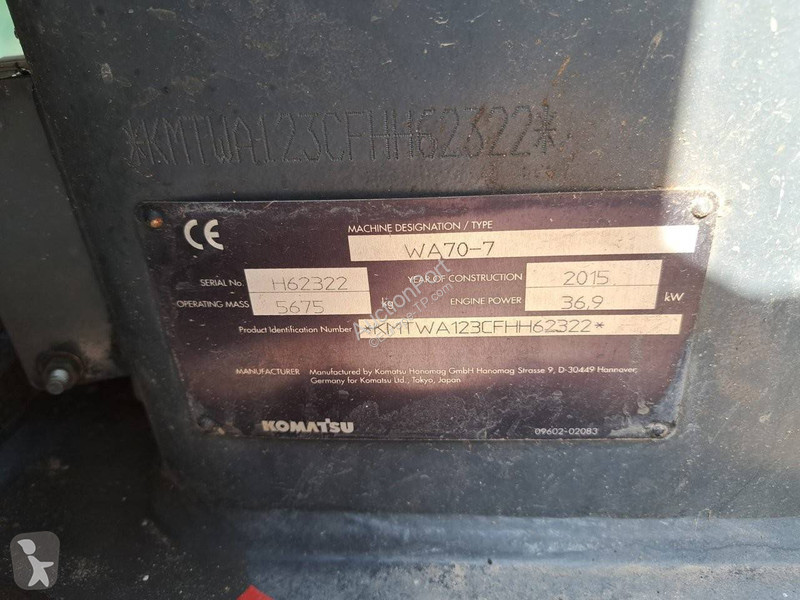 *KMTWA123CFHH62322*
CE
MACHINE DESIGNATION / TYPE
WA70-7
SERIAL No. H62322 YEAR OF CONSTRUCTION 2015
OPERATING MASS 5675 kg ENGINE POWER 36,9 kW
Product Identification Number *KMTWA123CFHH62322*
MANUFACTURER Manufactured by Komatsu Hanomag GmbH Hanomag Strasse 9, D-30449 Hannover,
Germany for Komatsu Ltd., Tokyo, Japan
KOMATSU
09602-02083